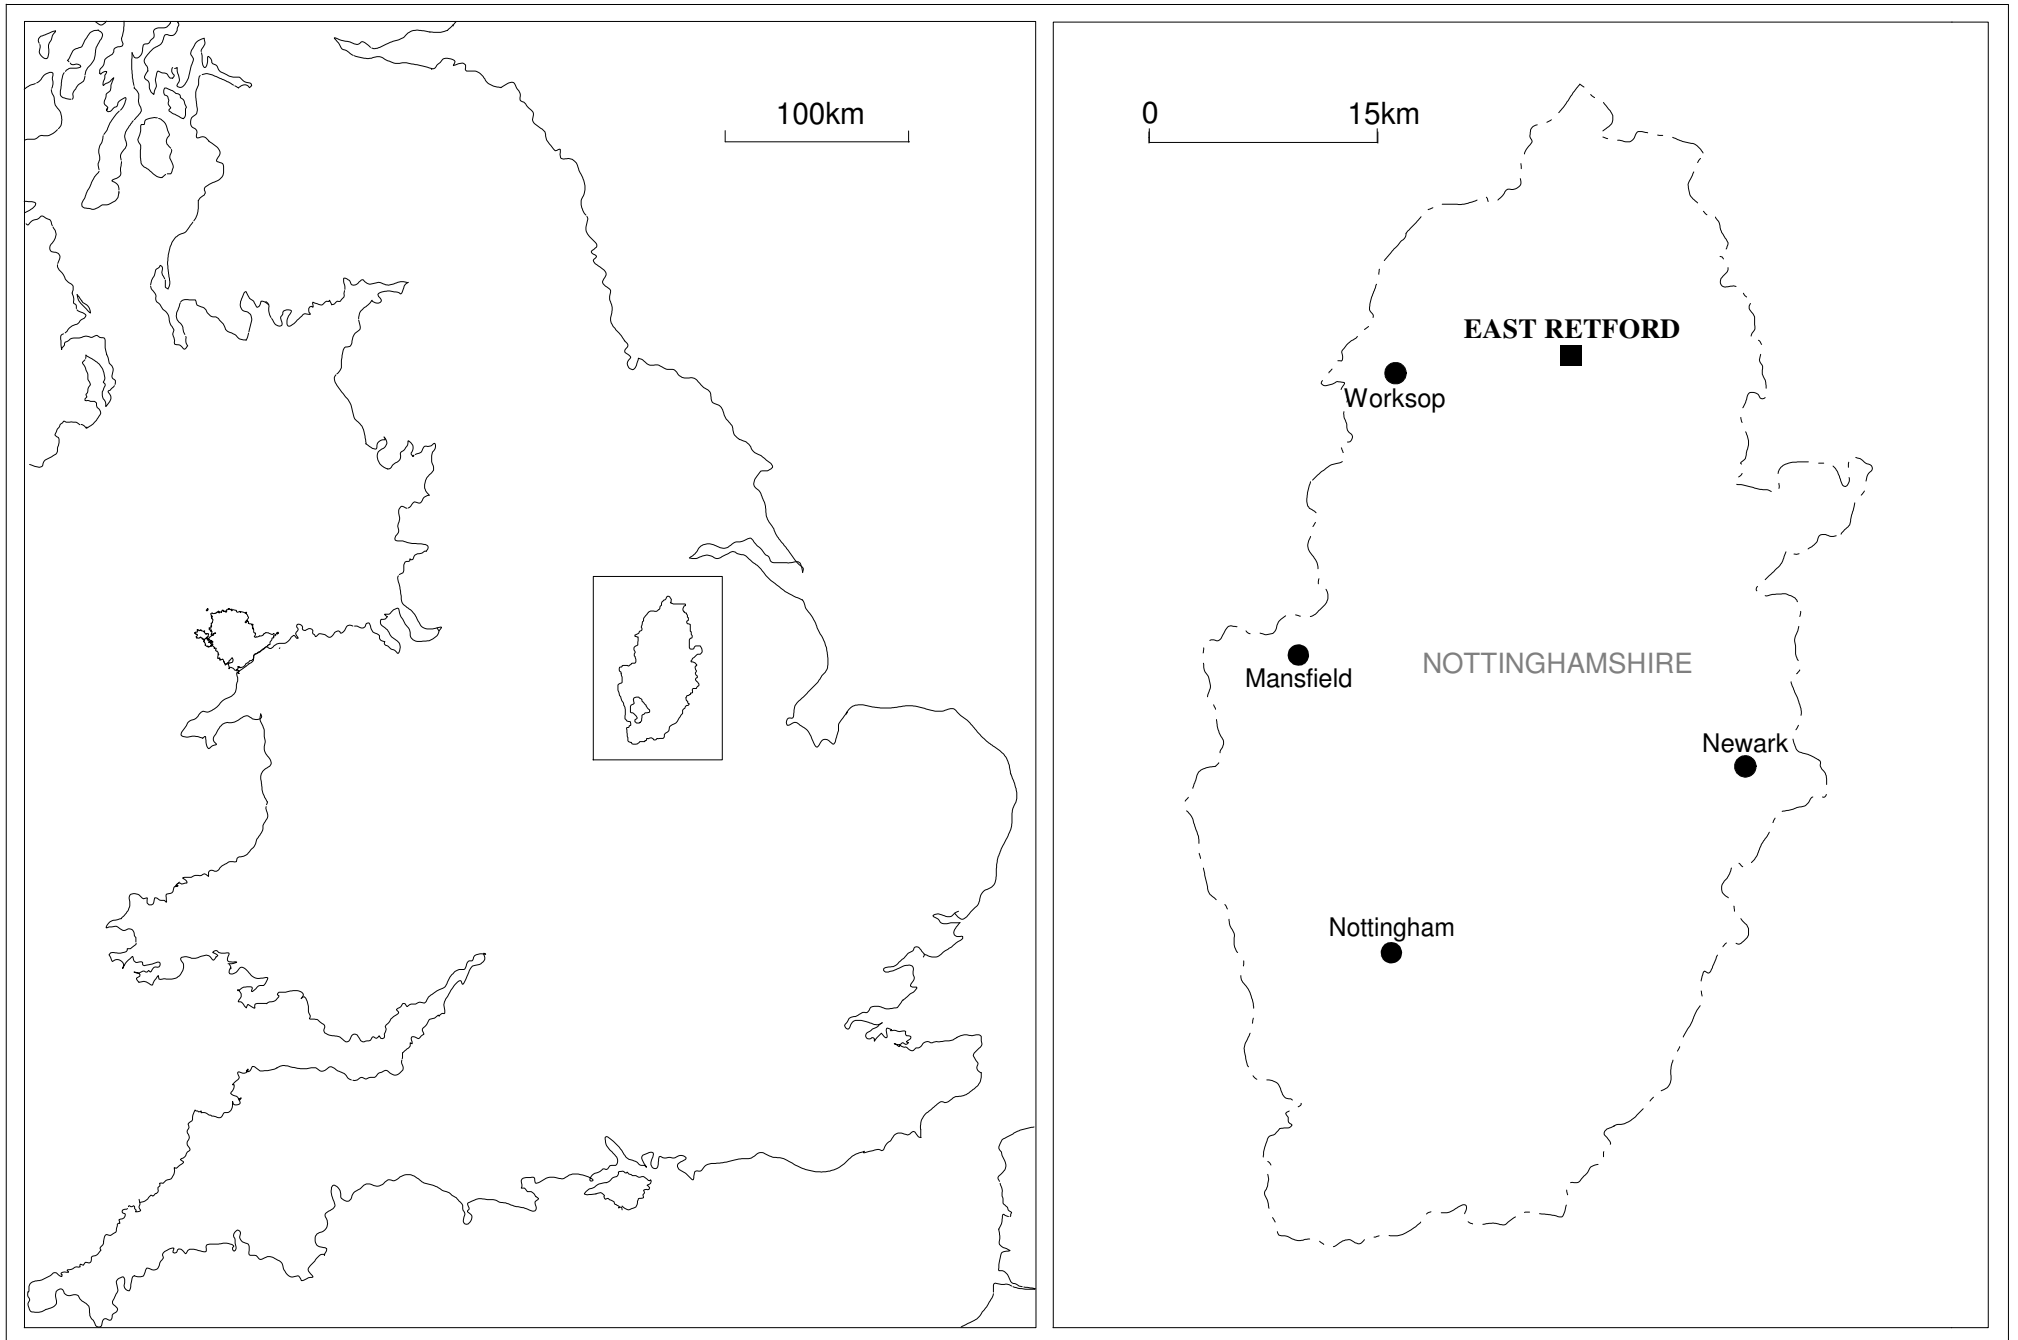 100km
0 15km
EAST RETFORD
Worksop
NOTTINGHAMSHIRE
Mansfield
Newark
Nottingham